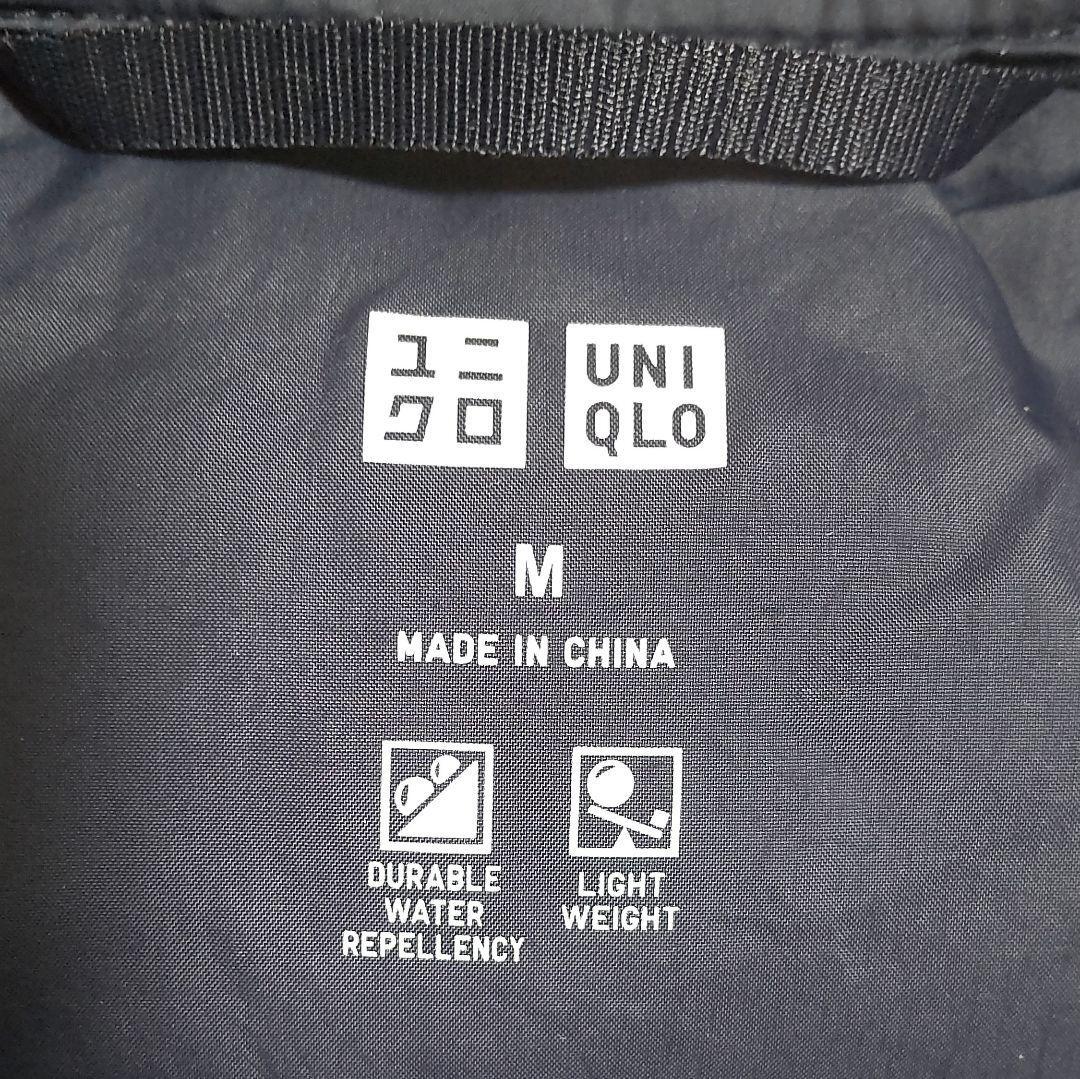 ユニ
クロ
UNI
QLO
M
MADE IN CHINA
DURABLE
WATER
REPELLENCY
LIGHT
WEIGHT